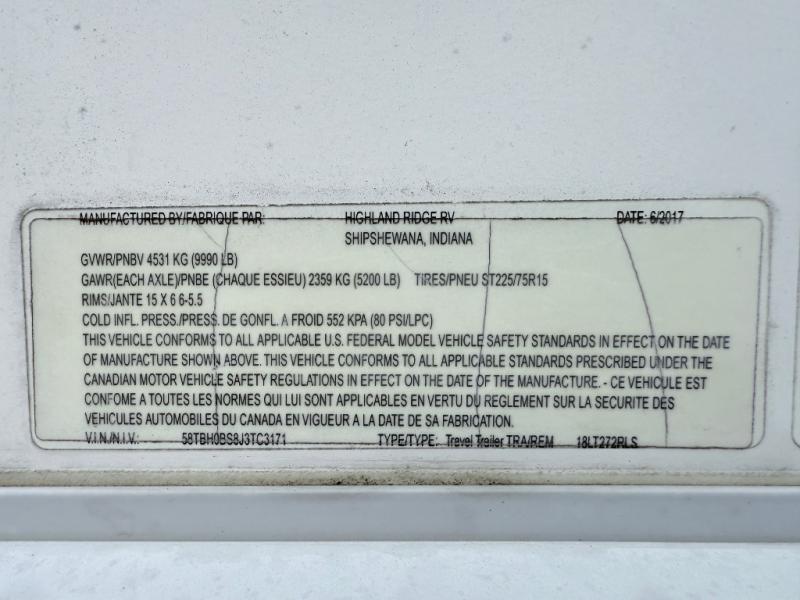 MANUFACTURED BY/FABRIQUE PAR: HIGHLAND RIDGE RV DATE: 6/2017
SHIPSHEWANA, INDIANA
GVWR/PNBV 4531 KG (9990 LB)
GAWR(EACH AXLE)/PNBE (CHAQUE ESSIEU) 2359 KG (5200 LB) TIRES/PNEU ST225/75R15
RIMS/JANTE 15 X 6 6-5.5
COLD INFL. PRESS./PRESS. DE GONFL. A FROID 552 KPA (80 PSI/LPC)
THIS VEHICLE CONFORMS TO ALL APPLICABLE U.S. FEDERAL MODEL VEHICLE SAFETY STANDARDS IN EFFECT ON THE DATE
OF MANUFACTURE SHOWN ABOVE. THIS VEHICLE CONFORMS TO ALL APPLICABLE STANDARDS PRESCRIBED UNDER THE
CANADIAN MOTOR VEHICLE SAFETY REGULATIONS IN EFFECT ON THE DATE OF THE MANUFACTURE. - CE VEHICULE EST
CONFOME A TOUTES LES NORMES QUI LUI SONT APPLICABLES EN VERTU DU REGLEMENT SUR LA SECURITE DES
VEHICULES AUTOMOBILES DU CANADA EN VIGUEUR A LA DATE DE SA FABRICATION.
V.I.N./N.I.V.: 58TBH0BS8J3TC3171 TYPE/TYPE: Travel Trailer TRA/REM 18LT272RLS